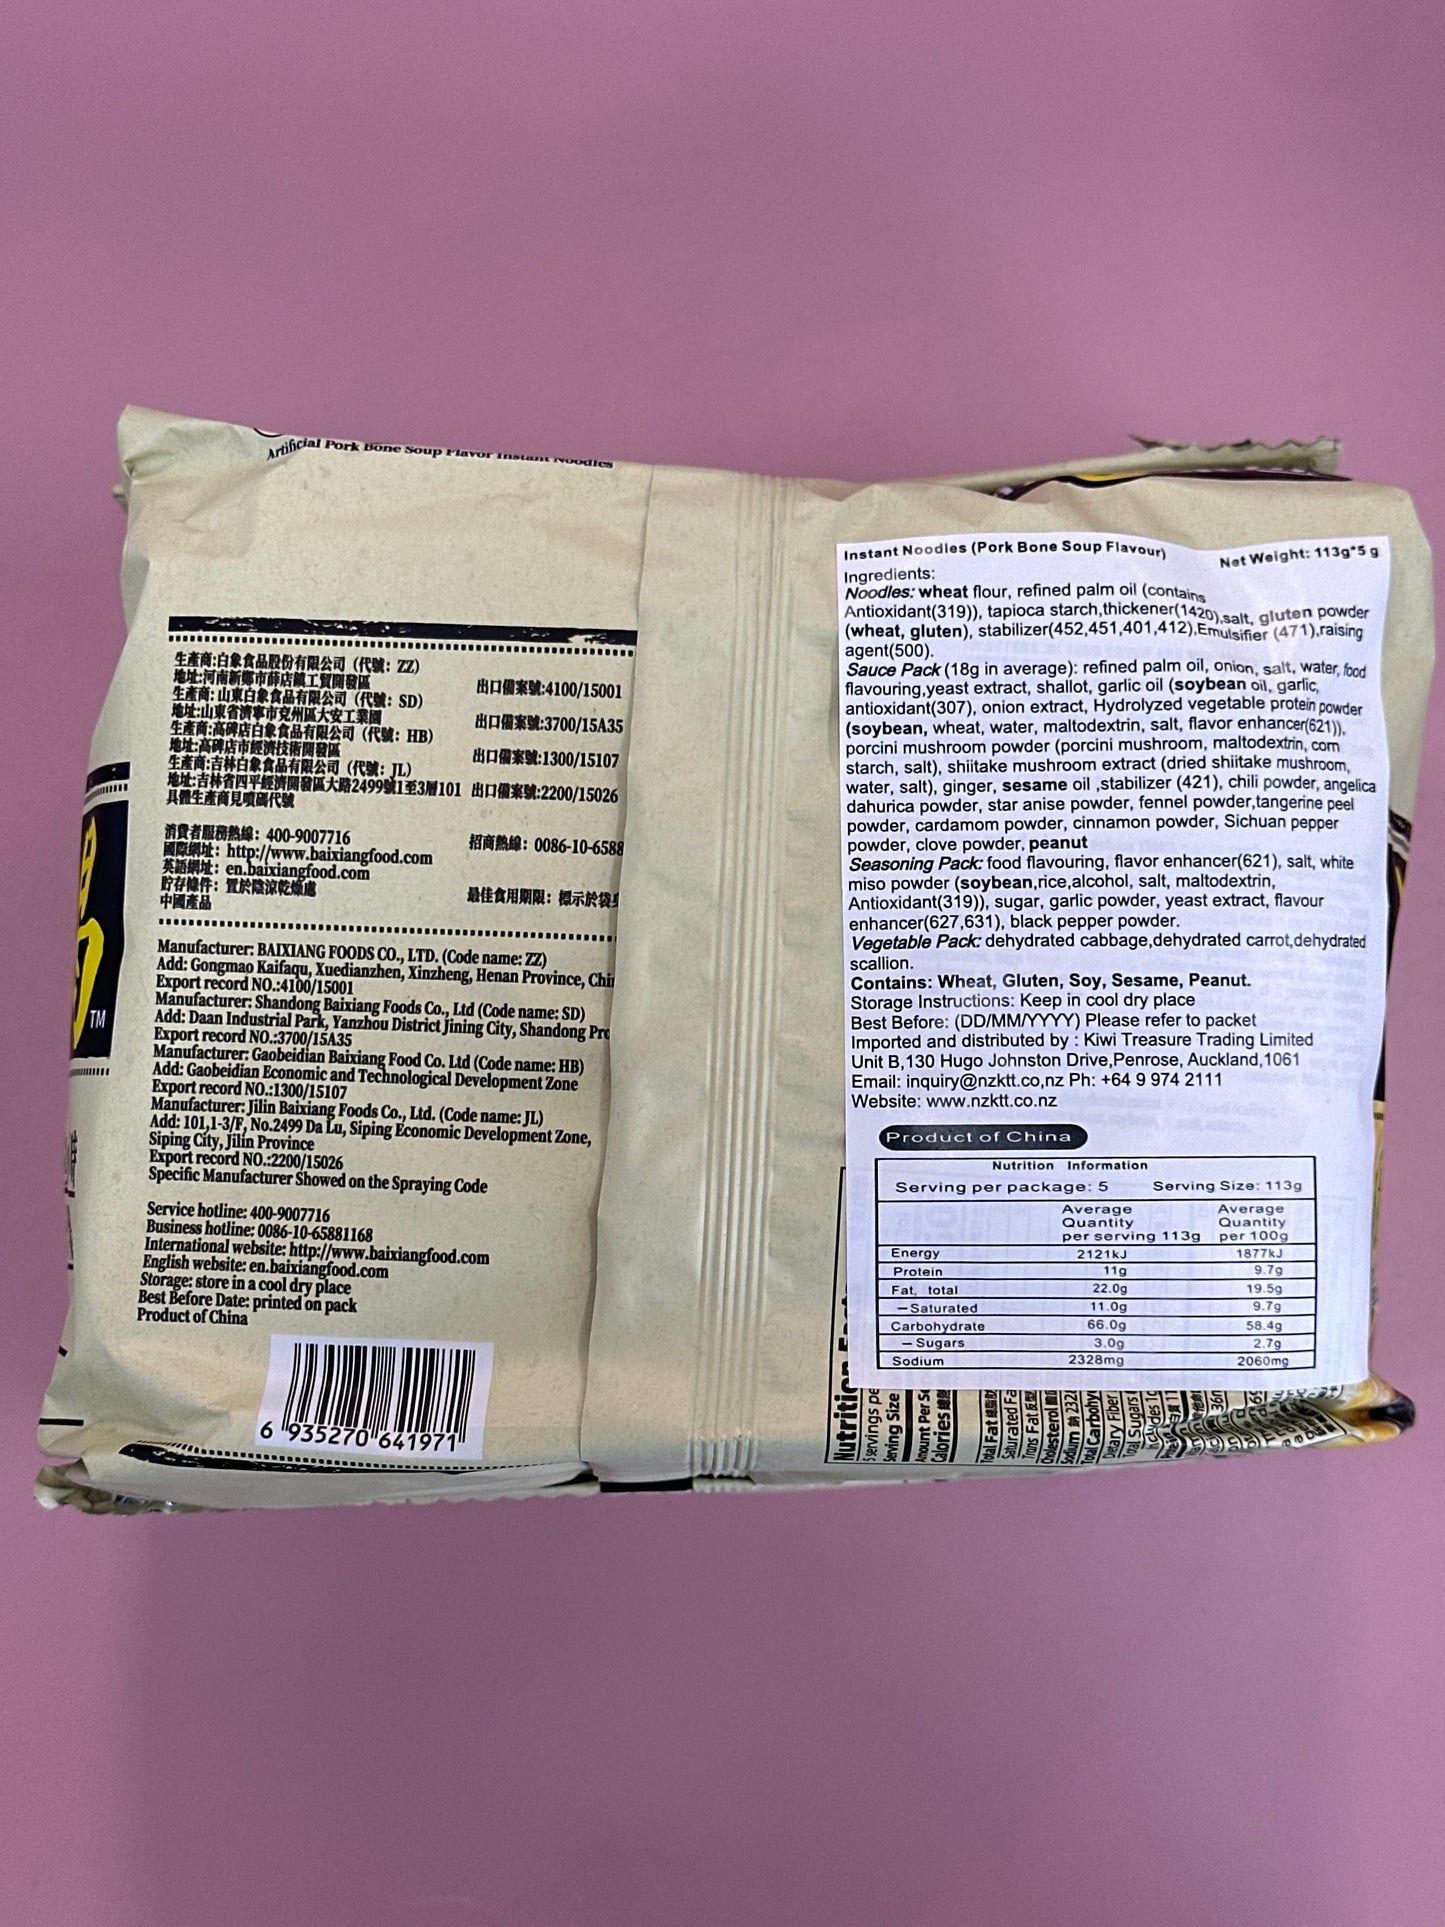 Artificial Pork Bone Soup Flavor Instant Noodles
生產商:白象食品股份有限公司（代號：ZZ）
地址:河南新鄭市薛店鎮工貿開發區 出口備案號:4100/15001
生產商: 山東白象食品有限公司（代號：SD）
地址:山東省濟寧市兗州區大安工業園 出口備案號:3700/15A35
生產商:高碑店白象食品有限公司（代號：HB）
地址:高碑店市經濟技術開發區 出口備案號:1300/15107
生產商:吉林白象食品有限公司（代號：JL）
地址:吉林省四平經濟開發區大路2499號1至3層101 出口備案號:2200/15026
具體生產商見噴碼代號
消費者服務熱線：400-9007716 招商熱線：0086-10-6588
國際網址：http://www.baixiangfood.com
英語網址：en.baixiangfood.com
貯存條件：置於陰涼乾燥處 最佳食用期限：標示於袋身
中國產品
Manufacturer: BAIXIANG FOODS CO., LTD. (Code name: ZZ)
Add: Gongmao Kaifaqu, Xuedianzhen, Xinzheng, Henan Province, Chi
Export record NO.:4100/15001
Manufacturer: Shandong Baixiang Foods Co., Ltd (Code name: SD)
Add: Daan Industrial Park, Yanzhou District Jining City, Shandong Pro
Export record NO.:3700/15A35
Manufacturer: Gaobeidian Baixiang Food Co. Ltd (Code name: HB)
Add: Gaobeidian Economic and Technological Development Zone
Export record NO.:1300/15107
Manufacturer: Jilin Baixiang Foods Co., Ltd. (Code name: JL)
Add: 101,1-3/F, No.2499 Da Lu, Siping Economic Development Zone,
Siping City, Jilin Province
Export record NO.:2200/15026
Specific Manufacturer Showed on the Spraying Code
Service hotline: 400-9007716
Business hotline: 0086-10-65881168
International website: http://www.baixiangfood.com
English website: en.baixiangfood.com
Storage: store in a cool dry place
Best Before Date: printed on pack
Product of China
6 935270 641971
TM
Instant Noodles (Pork Bone Soup Flavour) Net Weight: 113g*5 g
Ingredients:
Noodles: wheat flour, refined palm oil (contains
Antioxidant(319)), tapioca starch,thickener(1420),salt, gluten powder
(wheat, gluten), stabilizer(452,451,401,412),Emulsifier (471),raising
agent(500).
Sauce Pack (18g in average): refined palm oil, onion, salt, water, food
flavouring,yeast extract, shallot, garlic oil (soybean oil, garlic,
antioxidant(307), onion extract, Hydrolyzed vegetable protein powder
(soybean, wheat, water, maltodextrin, salt, flavor enhancer(621)),
porcini mushroom powder (porcini mushroom, maltodextrin, corn
starch, salt), shiitake mushroom extract (dried shiitake mushroom,
water, salt), ginger, sesame oil ,stabilizer (421), chili powder, angelica
dahurica powder, star anise powder, fennel powder,tangerine peel
powder, cardamom powder, cinnamon powder, Sichuan pepper
powder, clove powder, peanut
Seasoning Pack: food flavouring, flavor enhancer(621), salt, white
miso powder (soybean,rice,alcohol, salt, maltodextrin,
Antioxidant(319)), sugar, garlic powder, yeast extract, flavour
enhancer(627,631), black pepper powder.
Vegetable Pack: dehydrated cabbage,dehydrated carrot,dehydrated
scallion.
Contains: Wheat, Gluten, Soy, Sesame, Peanut.
Storage Instructions: Keep in cool dry place
Best Before: (DD/MM/YYYY) Please refer to packet
Imported and distributed by : Kiwi Treasure Trading Limited
Unit B,130 Hugo Johnston Drive,Penrose, Auckland,1061
Email: inquiry@nzktt.co,nz Ph: +64 9 974 2111
Website: www.nzktt.co.nz
Product of China
Nutrition Information
Serving per package: 5 Serving Size: 113g
Average Quantity per serving 113g Average Quantity per 100g
Energy 2121kJ 1877kJ
Protein 11g 9.7g
Fat, total 22.0g 19.5g
—Saturated 11.0g 9.7g
Carbohydrate 66.0g 58.4g
—Sugars 3.0g 2.7g
Sodium 2328mg 2060mg
Nutrition
5 servings pe
Serving Size
Amount Per Se
Calories
Total Fat 總脂肪
Saturated Fa
Trans Fat
Cholesterol
Sodium 鈉 232
Total Carbohy
Dietary Fiber
Total Sugars